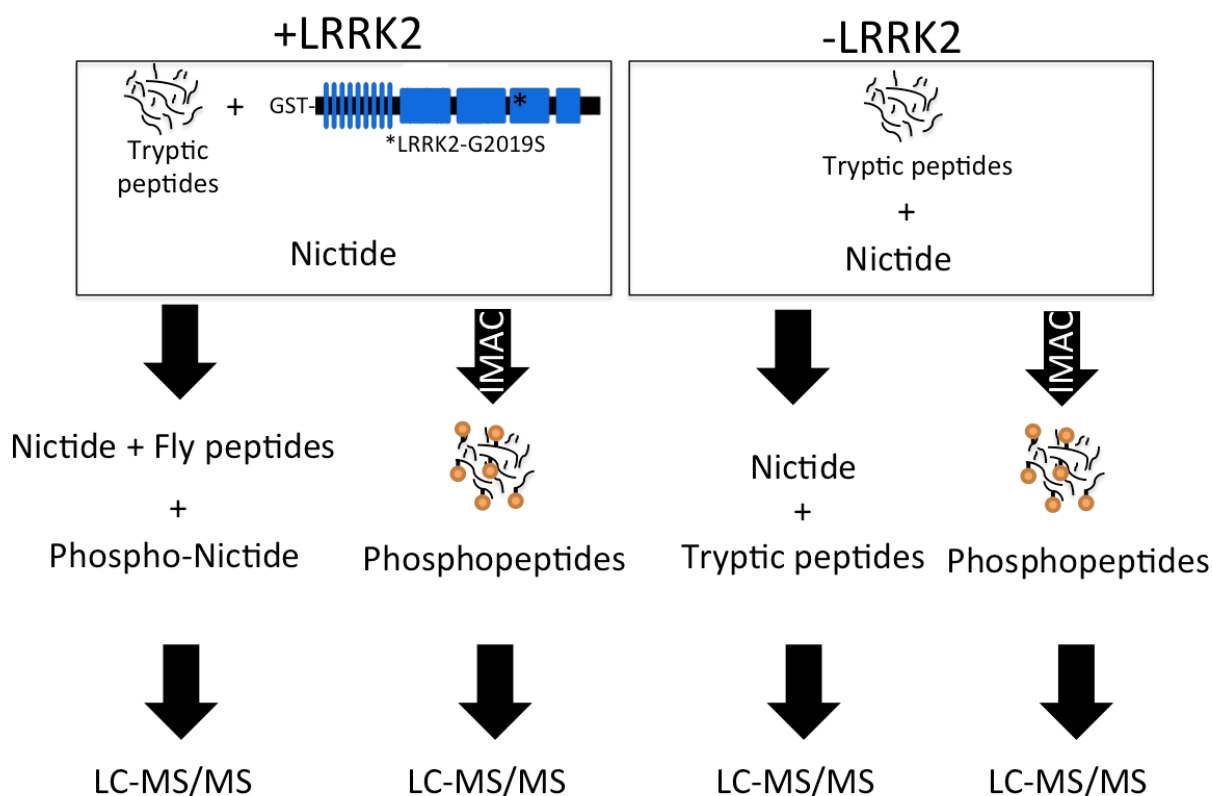 +LRRK2
-LRRK2
Tryptic
peptides
+
GST-
*
*LRRK2-G2019S
Nictide
Tryptic peptides
+
Nictide
IMAC
IMAC
Nictide + Fly peptides
+
Phospho-Nictide
Phosphopeptides
Nictide
+
Tryptic peptides
Phosphopeptides
LC-MS/MS
LC-MS/MS
LC-MS/MS
LC-MS/MS